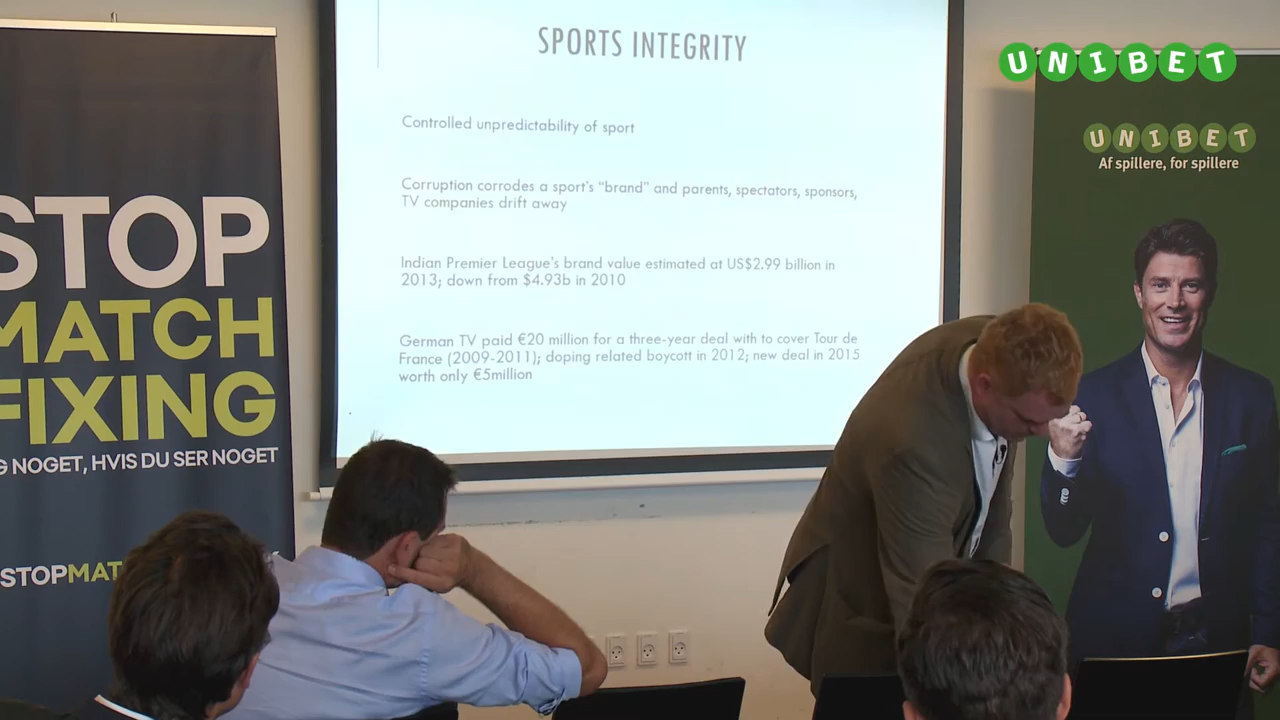 SPORTS INTEGRITY
Controlled unpredictability of sport
Corruption corrodes a sport's "brand" and parents, spectators, sponsors,
TV companies drift away
Indian Premier League's brand value estimated at US$2.99 billion in
2013; down from $4.93b in 2010
German TV paid €20 million for a three-year deal with to cover Tour de
France (2009-2011); doping related boycott in 2012; new deal in 2015
worth only €5million
STOP
MATCH
FIXING
NOGET, HVIS DU SER NOGET
STOPMAT
UNIBET
UNIBET
Af spillere, for spillere